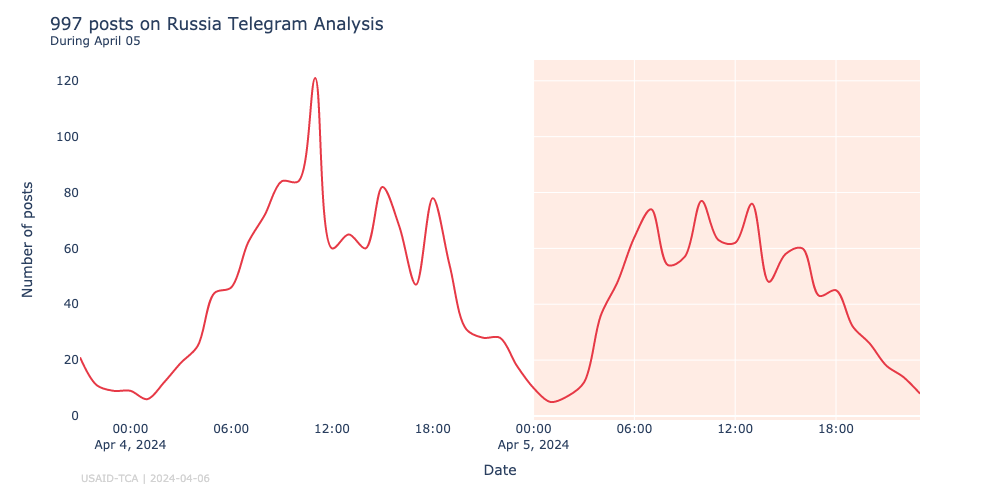 997 posts on Russia Telegram Analysis
During April 05
120
100
80
60
40
20
0
Number of posts
00:00 06:00 12:00 18:00 00:00 06:00 12:00 18:00
Apr 4, 2024 Apr 5, 2024
Date
USAID-TCA | 2024-04-06